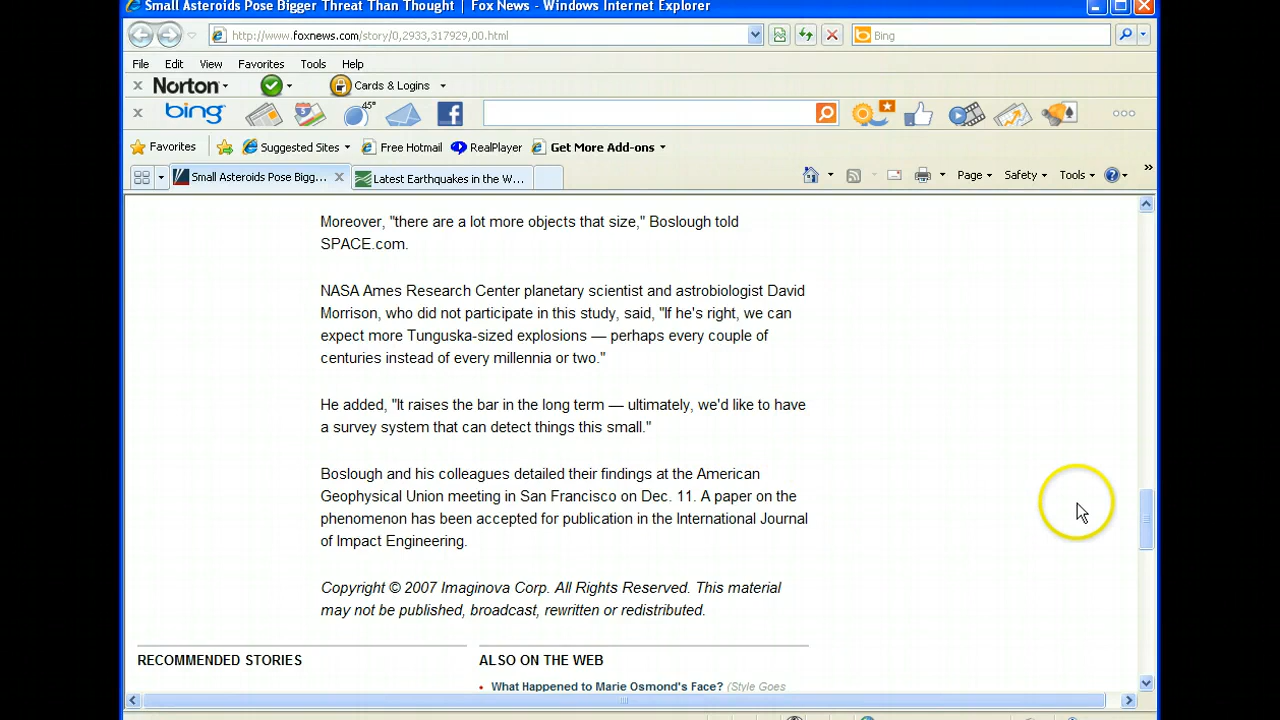 Small Asteroids Pose Bigger Threat Than Thought | Fox News - Windows Internet Explorer
http://www.foxnews.com/story/0,2933,317929,00.html
Bing
File Edit View Favorites Tools Help
x Norton Cards & Logins
x bing 45°
Favorites Suggested Sites Free Hotmail RealPlayer Get More Add-ons
Small Asteroids Pose Bigg... Latest Earthquakes in the W... Page Safety Tools
Moreover, "there are a lot more objects that size," Boslough told
SPACE.com.
NASA Ames Research Center planetary scientist and astrobiologist David
Morrison, who did not participate in this study, said, "If he's right, we can
expect more Tunguska-sized explosions — perhaps every couple of
centuries instead of every millennia or two."
He added, "It raises the bar in the long term — ultimately, we'd like to have
a survey system that can detect things this small."
Boslough and his colleagues detailed their findings at the American
Geophysical Union meeting in San Francisco on Dec. 11. A paper on the
phenomenon has been accepted for publication in the International Journal
of Impact Engineering.
Copyright © 2007 Imaginova Corp. All Rights Reserved. This material
may not be published, broadcast, rewritten or redistributed.
RECOMMENDED STORIES
ALSO ON THE WEB
• What Happened to Marie Osmond's Face? (Style Goes